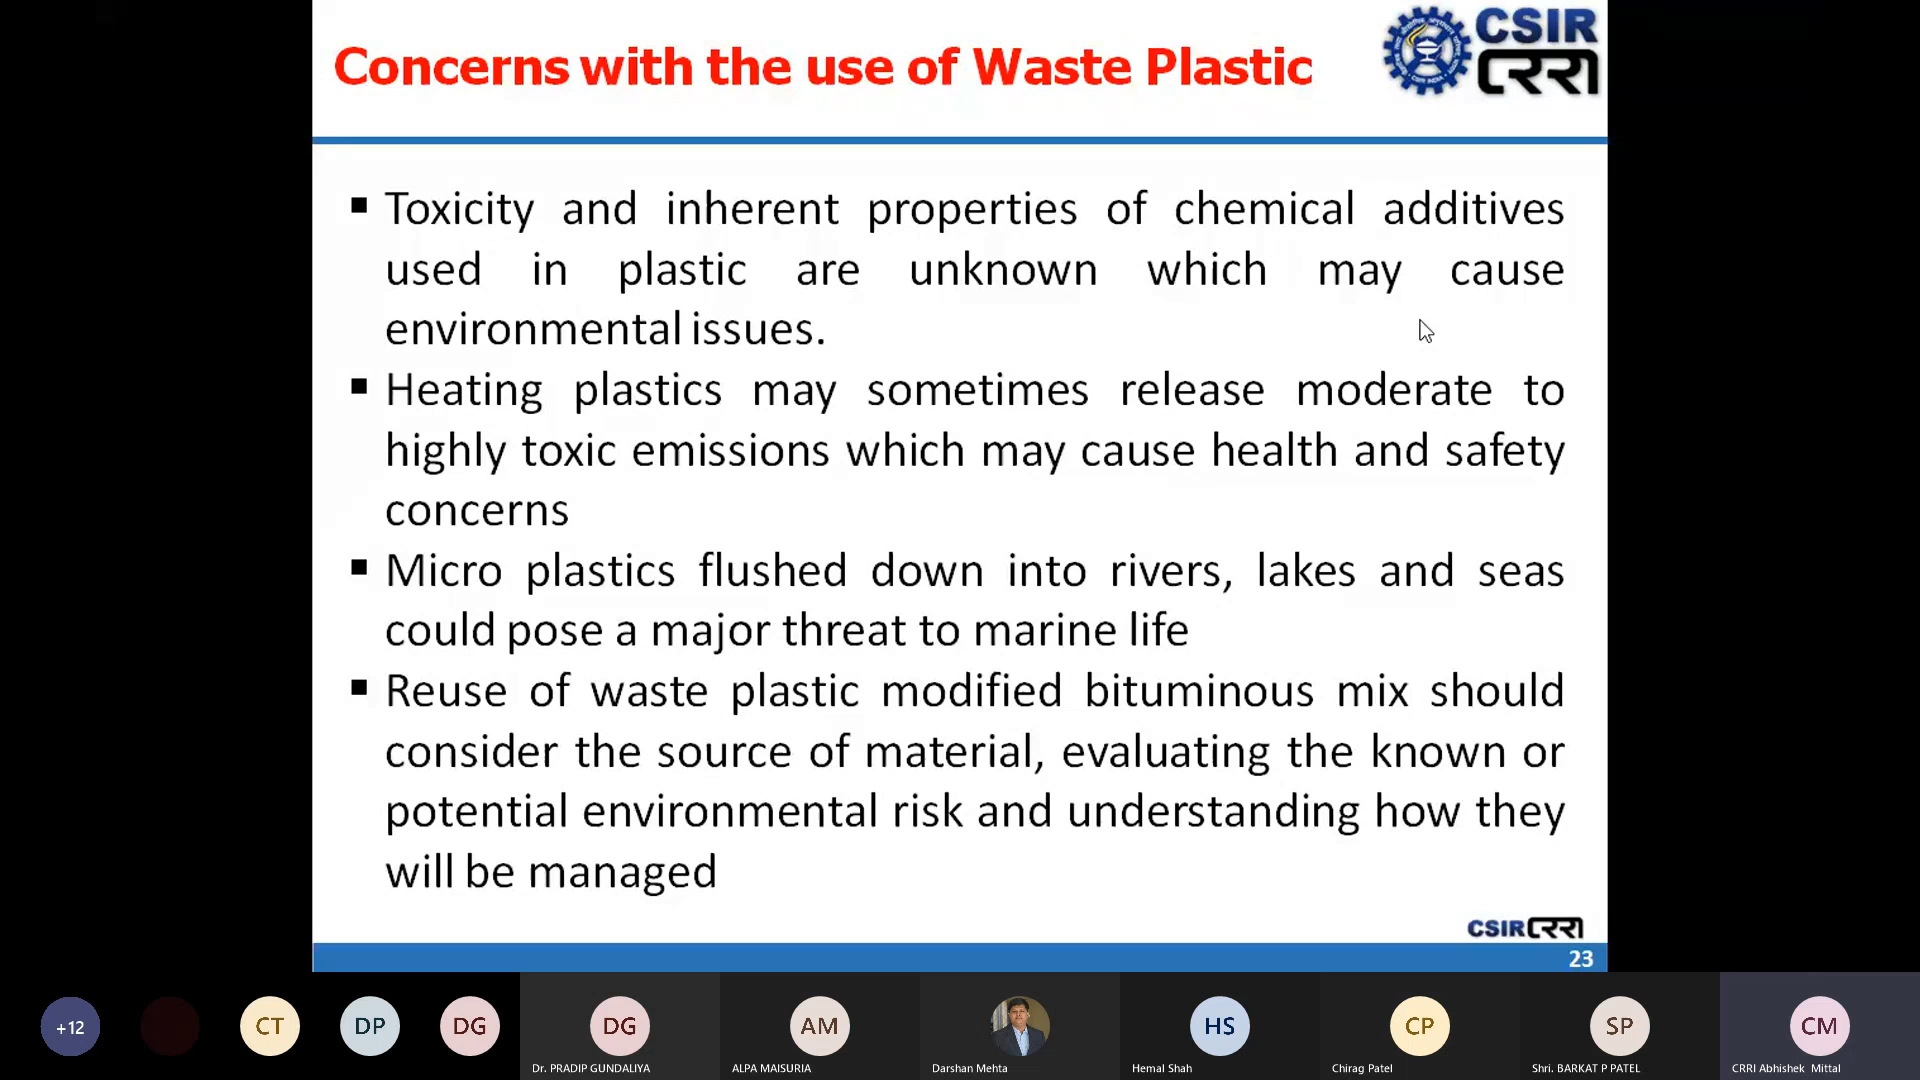 Concerns with the use of Waste Plastic
CSIR
CRRI
▪ Toxicity and inherent properties of chemical additives
used in plastic are unknown which may cause
environmental issues.
▪ Heating plastics may sometimes release moderate to
highly toxic emissions which may cause health and safety
concerns
▪ Micro plastics flushed down into rivers, lakes and seas
could pose a major threat to marine life
▪ Reuse of waste plastic modified bituminous mix should
consider the source of material, evaluating the known or
potential environmental risk and understanding how they
will be managed
CSIR CRRI
23
+12
CT
DP
DG
DG
AM
HS
CP
SP
CM
Dr. PRADIP GUNDALIYA
ALPA MAISURIA
Darshan Mehta
Hemal Shah
Chirag Patel
Shri. BARKAT P PATEL
CRRI Abhishek Mittal